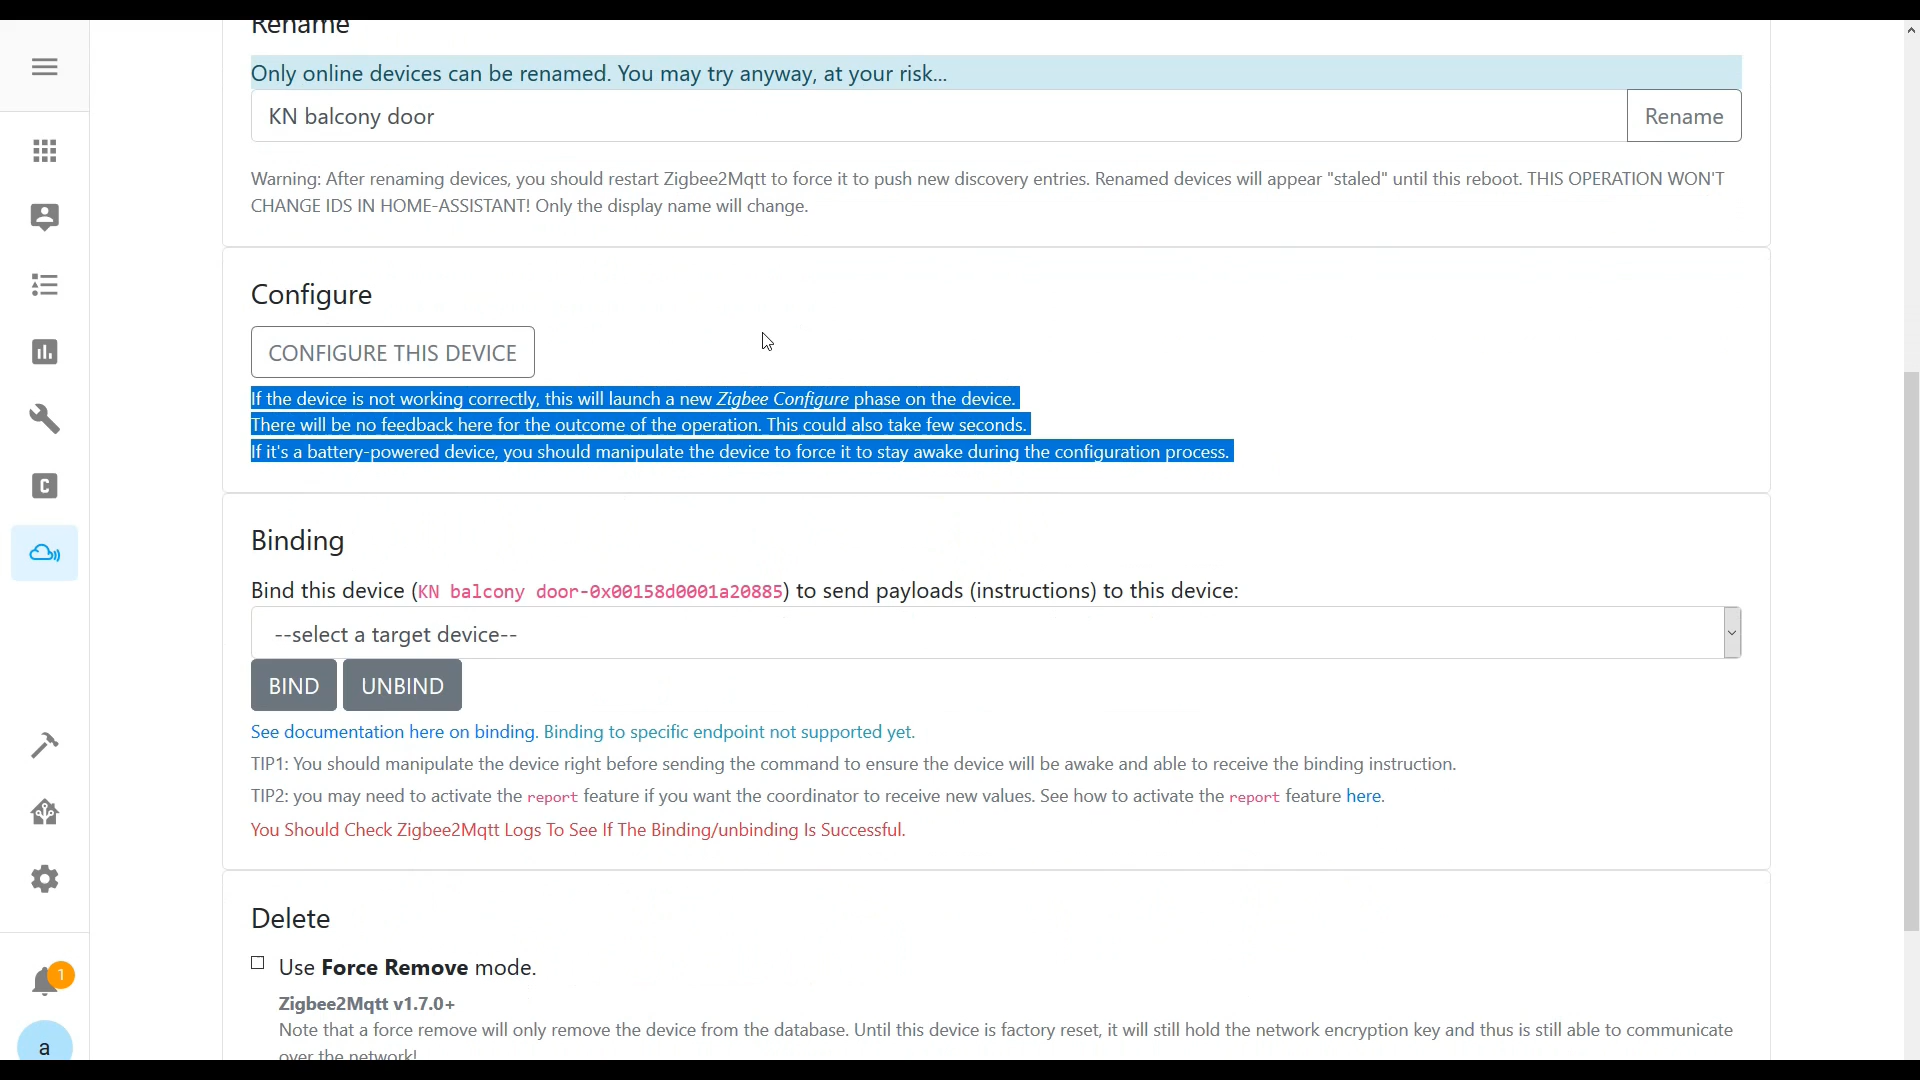 Rename
Only online devices can be renamed. You may try anyway, at your risk...
KN balcony door
Rename
Warning: After renaming devices, you should restart Zigbee2Mqtt to force it to push new discovery entries. Renamed devices will appear "staled" until this reboot. THIS OPERATION WON'T
CHANGE IDS IN HOME-ASSISTANT! Only the display name will change.
Configure
CONFIGURE THIS DEVICE
If the device is not working correctly, this will launch a new Zigbee Configure phase on the device.
There will be no feedback here for the outcome of the operation. This could also take few seconds.
If it's a battery-powered device, you should manipulate the device to force it to stay awake during the configuration process.
C
Binding
Bind this device (KN balcony door-0x00158d0001a20885) to send payloads (instructions) to this device:
--select a target device--
BIND
UNBIND
See documentation here on binding. Binding to specific endpoint not supported yet.
TIP1: You should manipulate the device right before sending the command to ensure the device will be awake and able to receive the binding instruction.
TIP2: you may need to activate the report feature if you want the coordinator to receive new values. See how to activate the report feature here.
You Should Check Zigbee2Mqtt Logs To See If The Binding/unbinding Is Successful.
Delete
Use Force Remove mode.
1
Zigbee2Mqtt v1.7.0+
Note that a force remove will only remove the device from the database. Until this device is factory reset, it will still hold the network encryption key and thus is still able to communicate
over the network!
a